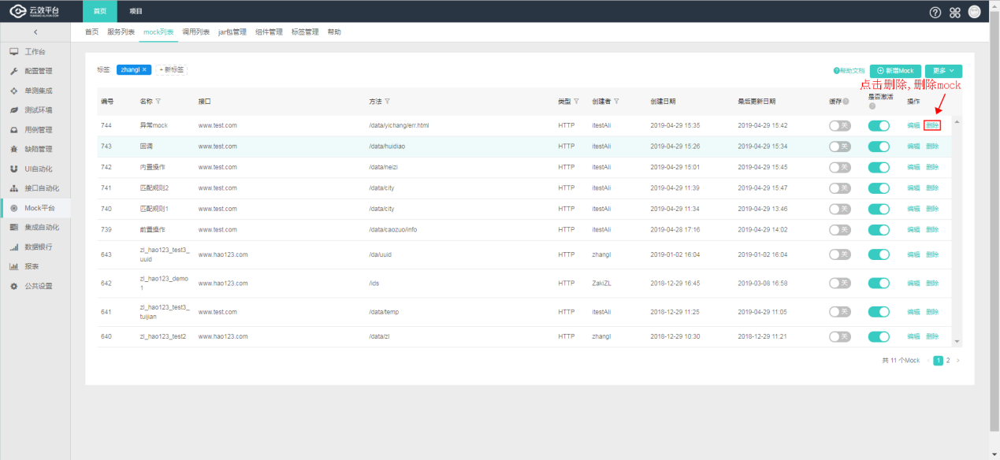 云效平台 首页 项目
首页 服务列表 mock列表 调用列表 jar包管理 组件管理 标签管理 帮助
工作台
配置管理
单测集成
测试环境
用例管理
缺陷管理
UI自动化
接口自动化
Mock平台
集成自动化
数据银行
报表
公共设置
标签: zhangl × + 新标签 帮助文档 新增Mock 更多
点击删除,删除mock
编号 名称 接口 方法 类型 创建者 创建日期 最后更新日期 缓存 是否激活 操作
744 异常mock www.test.com /data/yichang/err.html HTTP itestAli 2019-04-29 15:35 2019-04-29 15:42 关 编辑 删除
743 回调 www.test.com /data/huidiao HTTP itestAli 2019-04-29 15:26 2019-04-29 15:34 关 编辑 删除
742 内置操作 www.test.com /data/neizi HTTP itestAli 2019-04-29 15:01 2019-04-29 15:45 关 编辑 删除
741 匹配规则2 www.test.com /data/city HTTP itestAli 2019-04-29 11:39 2019-04-29 15:47 关 编辑 删除
740 匹配规则1 www.test.com /data/city HTTP itestAli 2019-04-29 11:34 2019-04-29 13:46 关 编辑 删除
739 前置操作 www.test.com /data/caozuo/info HTTP itestAli 2019-04-28 17:16 2019-04-29 14:02 关 编辑 删除
643 zl_hao123_test3_uuid www.hao123.com /da/uuid HTTP zhangl 2019-01-02 16:04 2019-01-02 16:04 关 编辑 删除
642 zl_hao123_demo1 www.hao123.com /ids HTTP ZakiZL 2018-12-29 16:45 2019-03-08 16:58 关 编辑 删除
641 zl_hao123_test3_tuijian www.test.com /data/temp HTTP itestAli 2018-12-29 11:25 2019-04-29 11:05 关 编辑 删除
640 zl_hao123_test2 www.hao123.com /data/zl HTTP zhangl 2018-12-29 10:30 2018-12-29 11:21 关 编辑 删除
共 11 个Mock 1 2